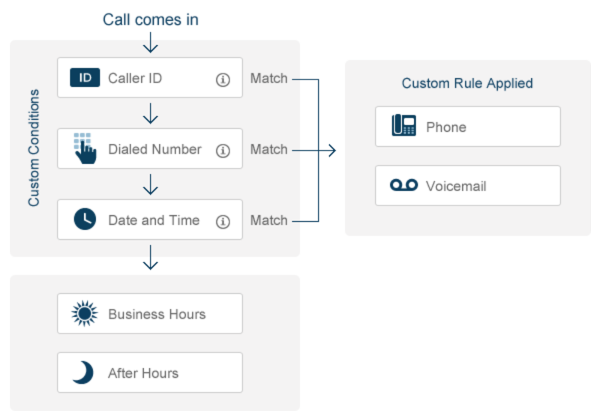 Call comes in
Custom Conditions
ID Caller ID i Match
Dialed Number i Match
Date and Time i Match
Custom Rule Applied
Phone
Voicemail
Business Hours
After Hours